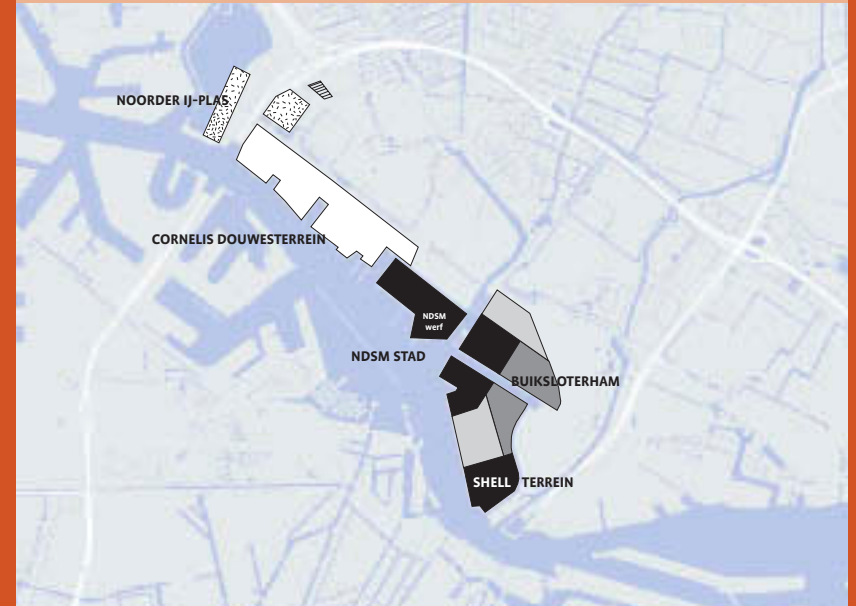 NOORDER IJ-PLAS
CORNELIS DOUWESTERREIN
NDSM
werf
NDSM STAD
BUIKSLOTERHAM
SHELL TERREIN